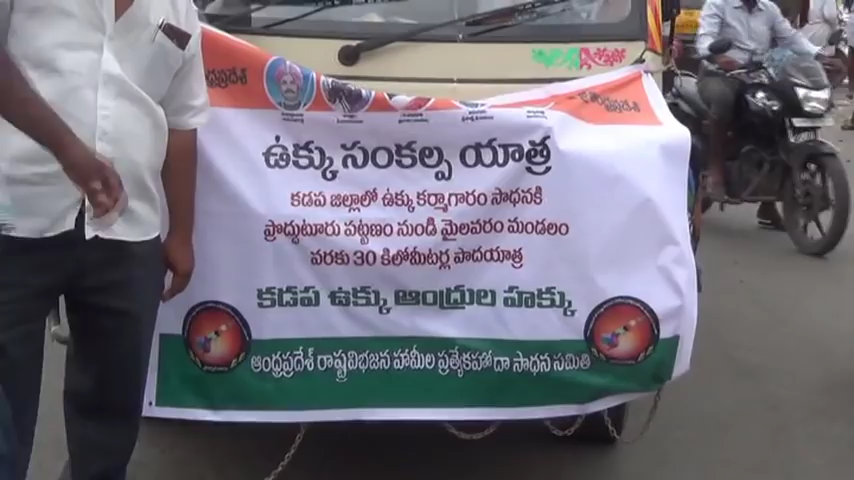 ఉక్కు సంకల్ప యాత్ర
కడప జిల్లాలో ఉక్కు కర్మాగారం సాధనకి
ప్రొద్దుటూరు పట్టణం నుండి మైలవరం మండలం
వరకు 30 కిలోమీటర్ల పాదయాత్ర
కడప ఉక్కు ఆంధ్రుల హక్కు
ఆంధ్రప్రదేశ్ రాష్ట్రవిభజన హామీల ప్రత్యేకహోదా సాధన సమితి